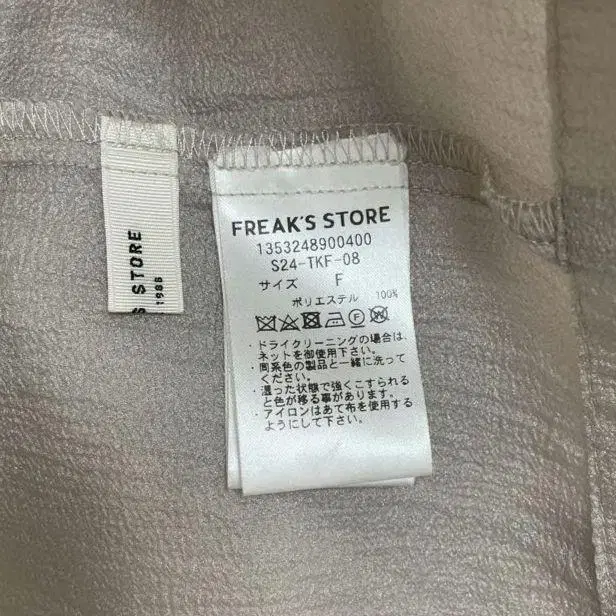 S STORE
1986
FREAK'S STORE
1353248900400
S24-TKF-08
サイズ F
ポリエステル 100%
・ドライクリーニングの場合は、
ネットを御使用下さい。
・同系色の製品と一緒に洗って
ください。
・湿った状態で強くこすられる
と色が移る事があります。
・アイロンはあて布を使用する
ようにして下さい。